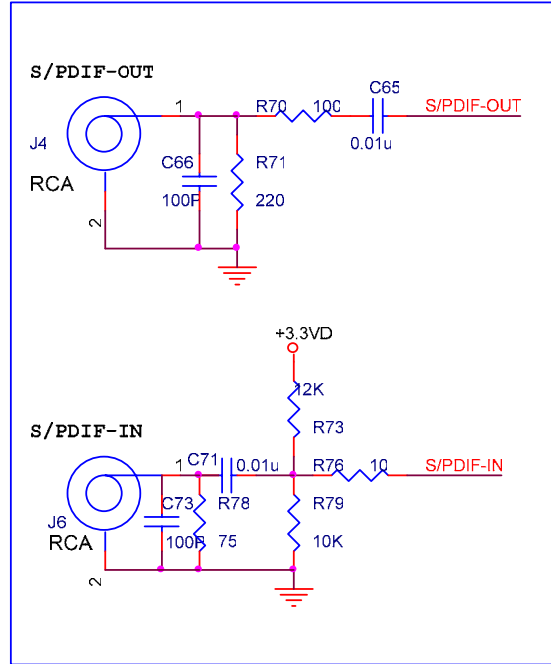 S/PDIF-OUT
C65
1
R70
100
S/PDIF-OUT
J4
0.01u
C66
R71
RCA
100P
220
2
+3.3VD
12K
S/PDIF-IN
R73
C71
1
0.01u
R76
10
S/PDIF-IN
C73
R78
R79
J6
RCA
100P
75
10K
2